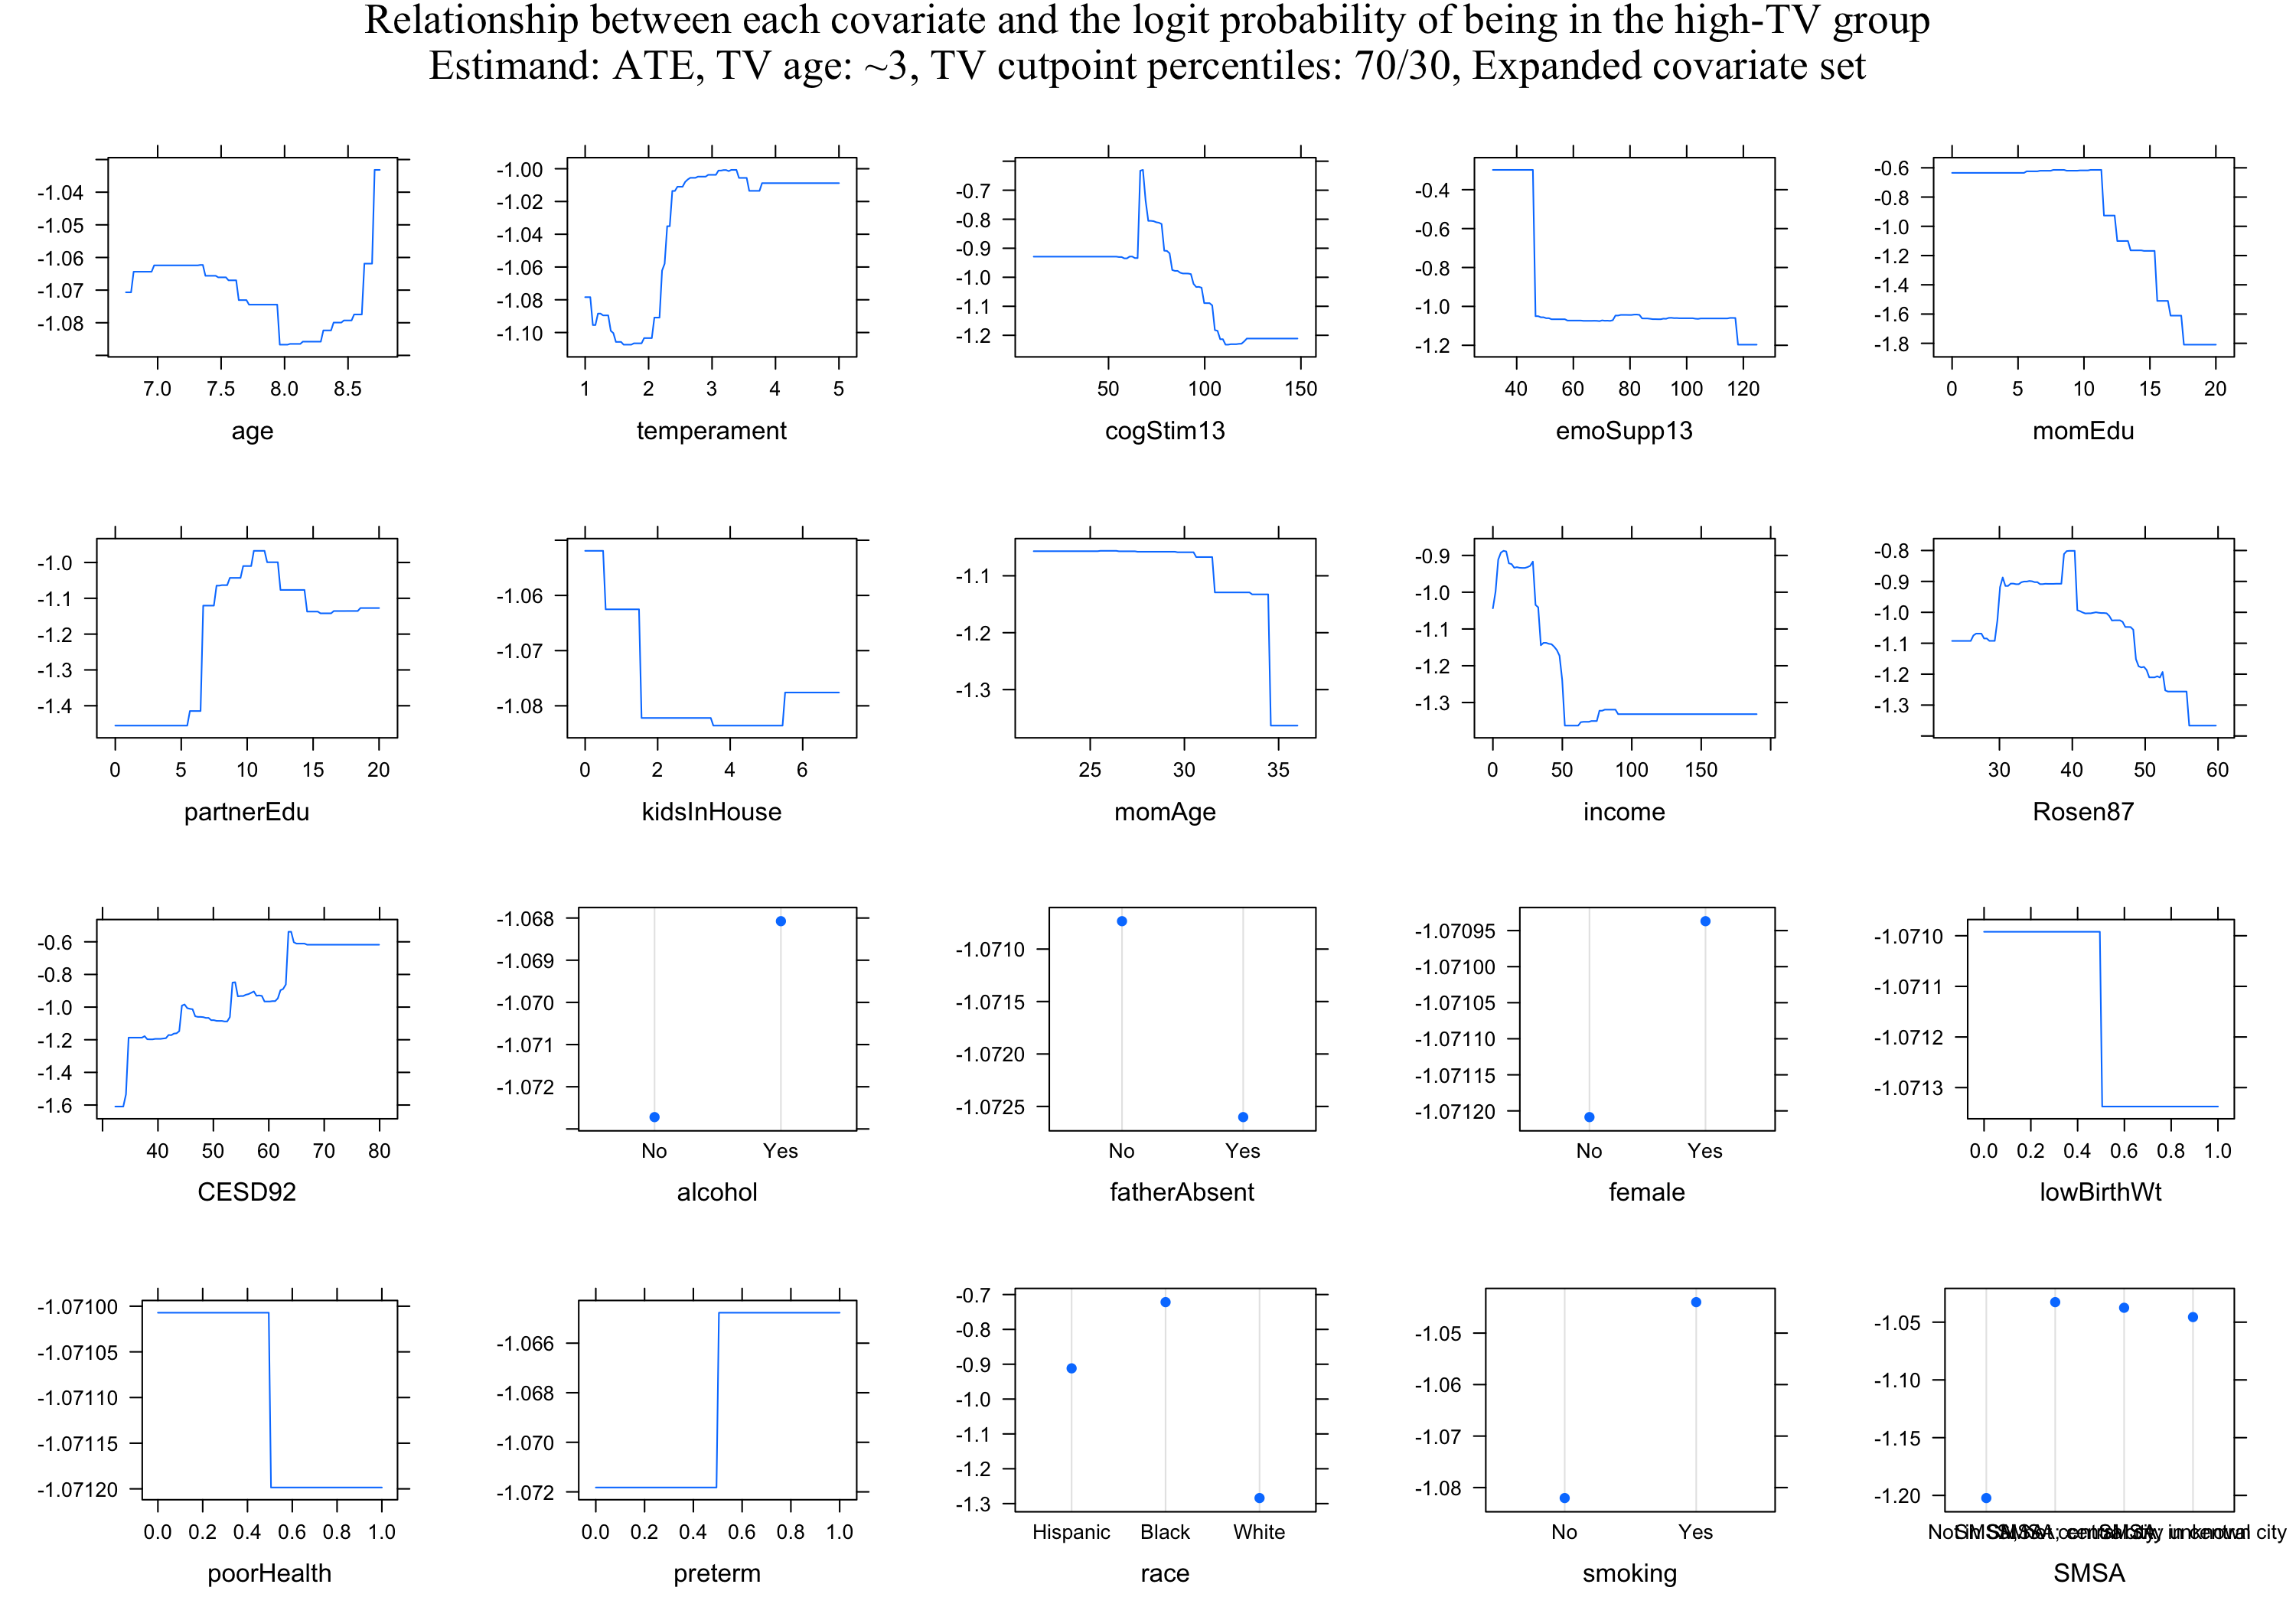 Relationship between each covariate and the logit probability of being in the high-TV group
Estimand: ATE, TV age: ~3, TV cutpoint percentiles: 70/30, Expanded covariate set
-1.04
-1.05
-1.06
-1.07
-1.08
7.0 7.5 8.0 8.5
age
-1.00
-1.02
-1.04
-1.06
-1.08
-1.10
1 2 3 4 5
temperament
-0.7
-0.8
-0.9
-1.0
-1.1
-1.2
50 100 150
cogStim13
-0.4
-0.6
-0.8
-1.0
-1.2
40 60 80 100 120
emoSupp13
-0.6
-0.8
-1.0
-1.2
-1.4
-1.6
-1.8
0 5 10 15 20
momEdu
-1.0
-1.1
-1.2
-1.3
-1.4
0 5 10 15 20
partnerEdu
-1.06
-1.07
-1.08
0 2 4 6
kidsInHouse
-1.1
-1.2
-1.3
25 30 35
momAge
-0.9
-1.0
-1.1
-1.2
-1.3
0 50 100 150
income
-0.8
-0.9
-1.0
-1.1
-1.2
-1.3
30 40 50 60
Rosen87
-0.6
-0.8
-1.0
-1.2
-1.4
-1.6
40 50 60 70 80
CESD92
-1.068
-1.069
-1.070
-1.071
-1.072
No Yes
alcohol
-1.0710
-1.0715
-1.0720
-1.0725
No Yes
fatherAbsent
-1.07095
-1.07100
-1.07105
-1.07110
-1.07115
-1.07120
No Yes
female
-1.0710
-1.0711
-1.0712
-1.0713
0.0 0.2 0.4 0.6 0.8 1.0
lowBirthWt
-1.07100
-1.07105
-1.07110
-1.07115
-1.07120
0.0 0.2 0.4 0.6 0.8 1.0
poorHealth
-1.066
-1.068
-1.070
-1.072
0.0 0.2 0.4 0.6 0.8 1.0
preterm
-0.7
-0.8
-0.9
-1.0
-1.1
-1.2
-1.3
Hispanic Black White
race
-1.05
-1.06
-1.07
-1.08
No Yes
smoking
-1.05
-1.10
-1.15
-1.20
city
SMSA